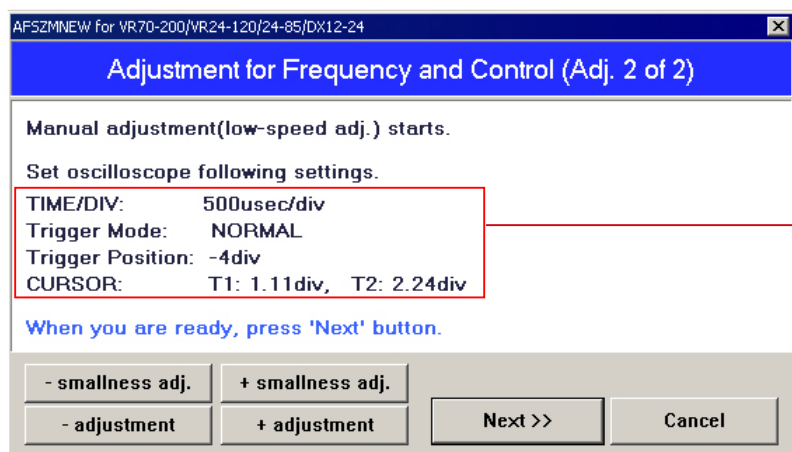 AFSZMNEW for VR70-200/VR24-120/24-85/DX12-24
Adjustment for Frequency and Control (Adj. 2 of 2)
Manual adjustment(low-speed adj.) starts.
Set oscilloscope following settings.
TIME/DIV: 500usec/div
Trigger Mode: NORMAL
Trigger Position: -4div
CURSOR: T1: 1.11div, T2: 2.24div
When you are ready, press 'Next' button.
- smallness adj. + smallness adj.
- adjustment + adjustment Next >> Cancel